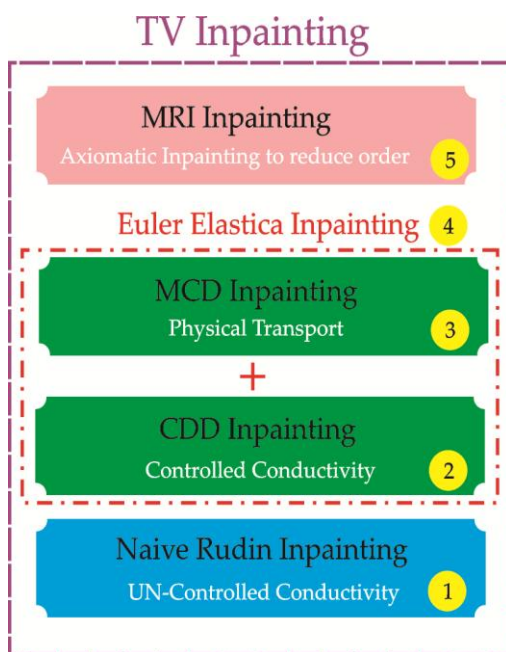 TV Inpainting
MRI Inpainting
Axiomatic Inpainting to reduce order 5
Euler Elastica Inpainting 4
MCD Inpainting
Physical Transport 3
+
CDD Inpainting
Controlled Conductivity 2
Naive Rudin Inpainting
UN-Controlled Conductivity 1